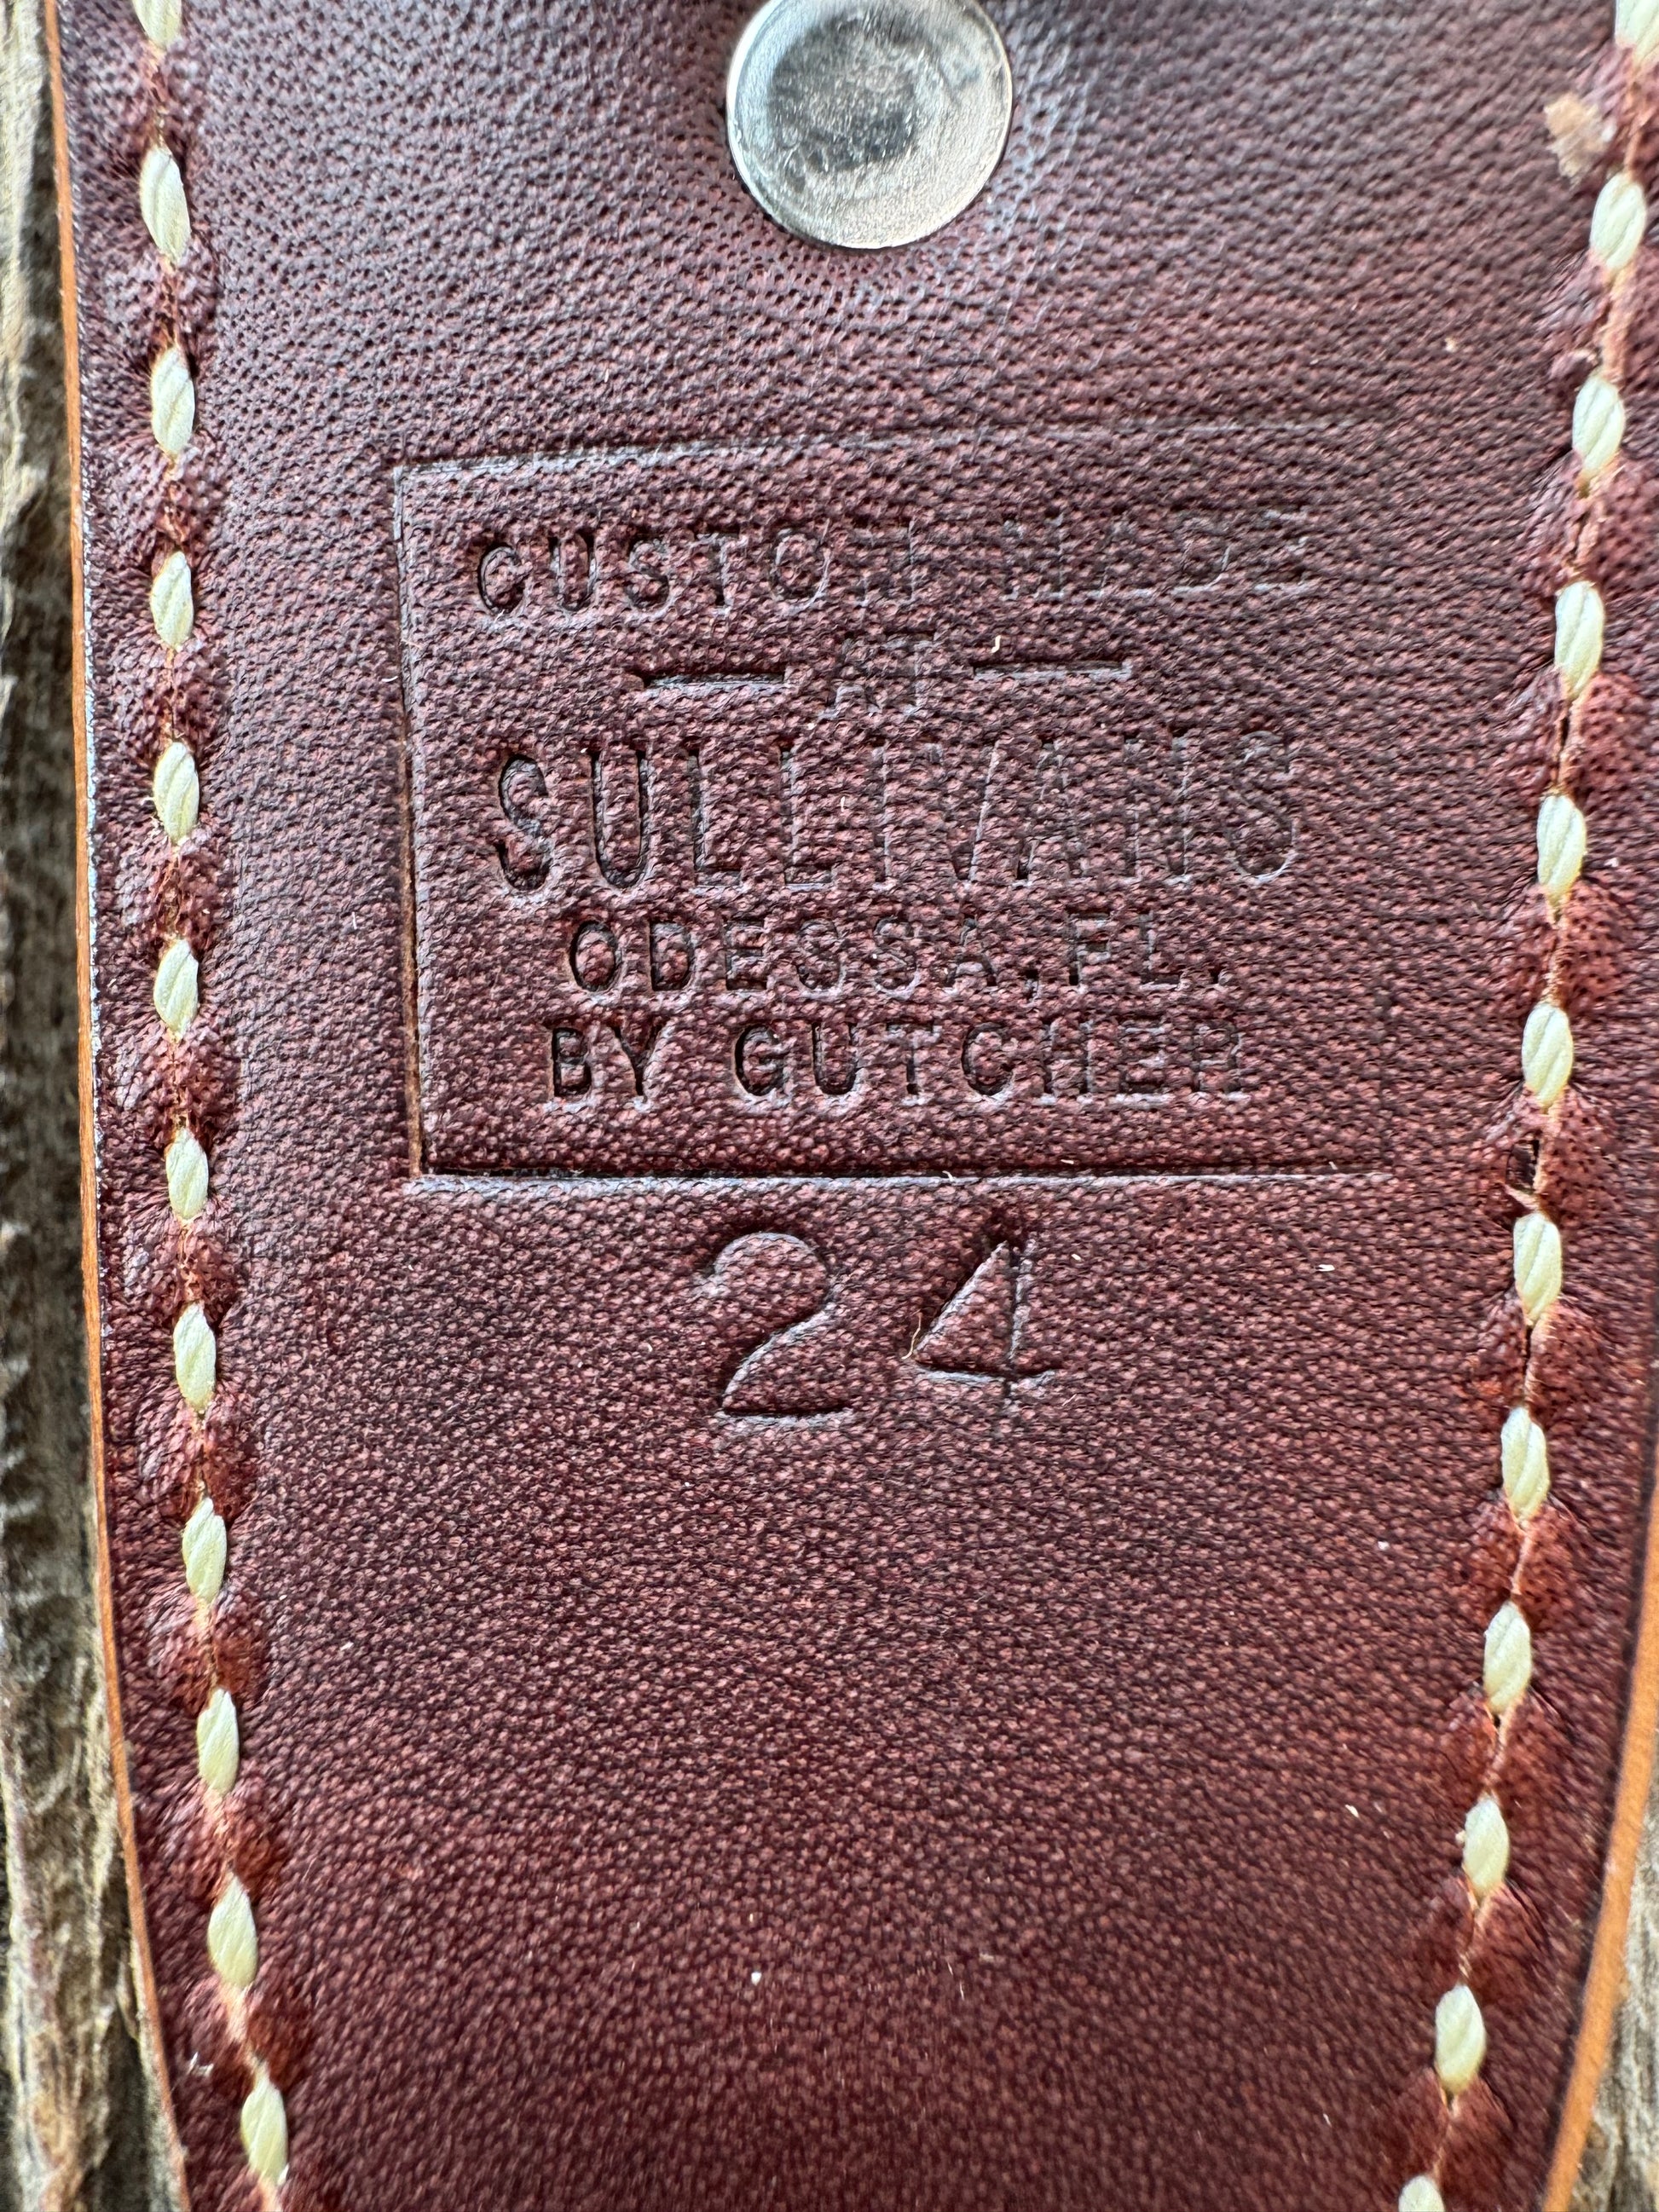 CUSTOM MADE
— AT —
SULLIVANS
ODESSA, FL.
BY GUTCHER
24